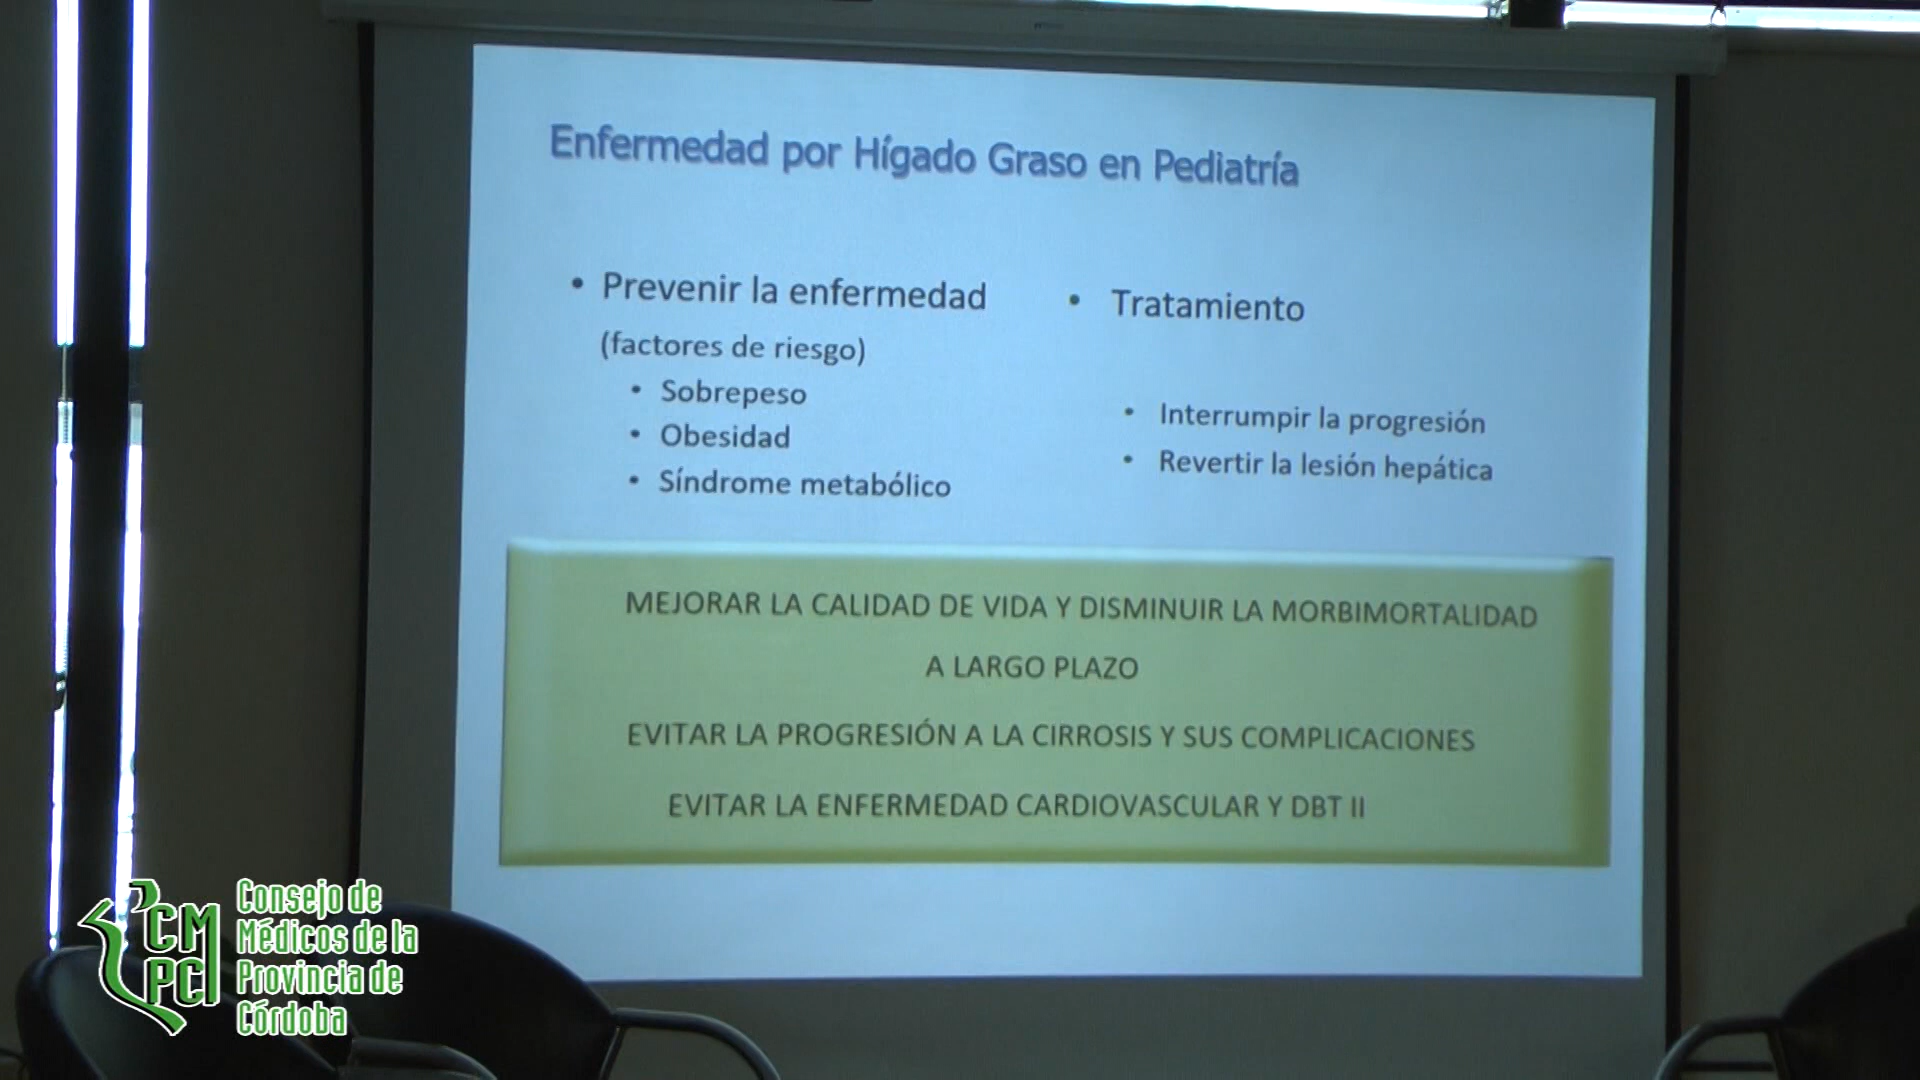 Enfermedad por Hígado Graso en Pediatría
• Prevenir la enfermedad
(factores de riesgo)
• Sobrepeso
• Obesidad
• Síndrome metabólico
• Tratamiento
• Interrumpir la progresión
• Revertir la lesión hepática
MEJORAR LA CALIDAD DE VIDA Y DISMINUIR LA MORBIMORTALIDAD
A LARGO PLAZO
EVITAR LA PROGRESIÓN A LA CIRROSIS Y SUS COMPLICACIONES
EVITAR LA ENFERMEDAD CARDIOVASCULAR Y DBT II
CM
PC
Consejo de
Médicos de la
Provincia de
Córdoba